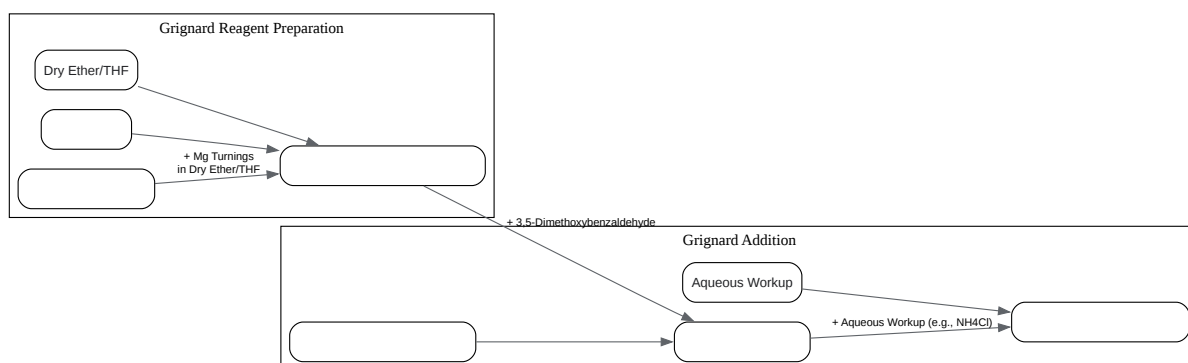 Grignard Reagent Preparation
Dry Ether/THF
+ Mg Turnings
in Dry Ether/THF
+ 3,5-Dimethoxybenzaldehyde
Grignard Addition
Aqueous Workup
+ Aqueous Workup (e.g., NH4Cl)